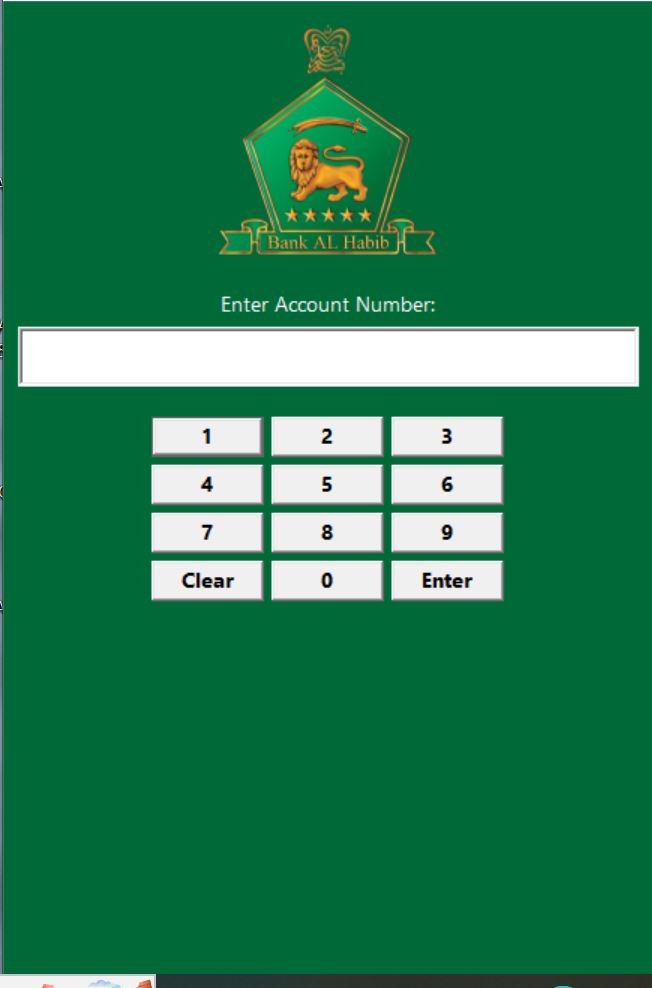 Bank AL Habib
Enter Account Number:
1 2 3
4 5 6
7 8 9
Clear 0 Enter